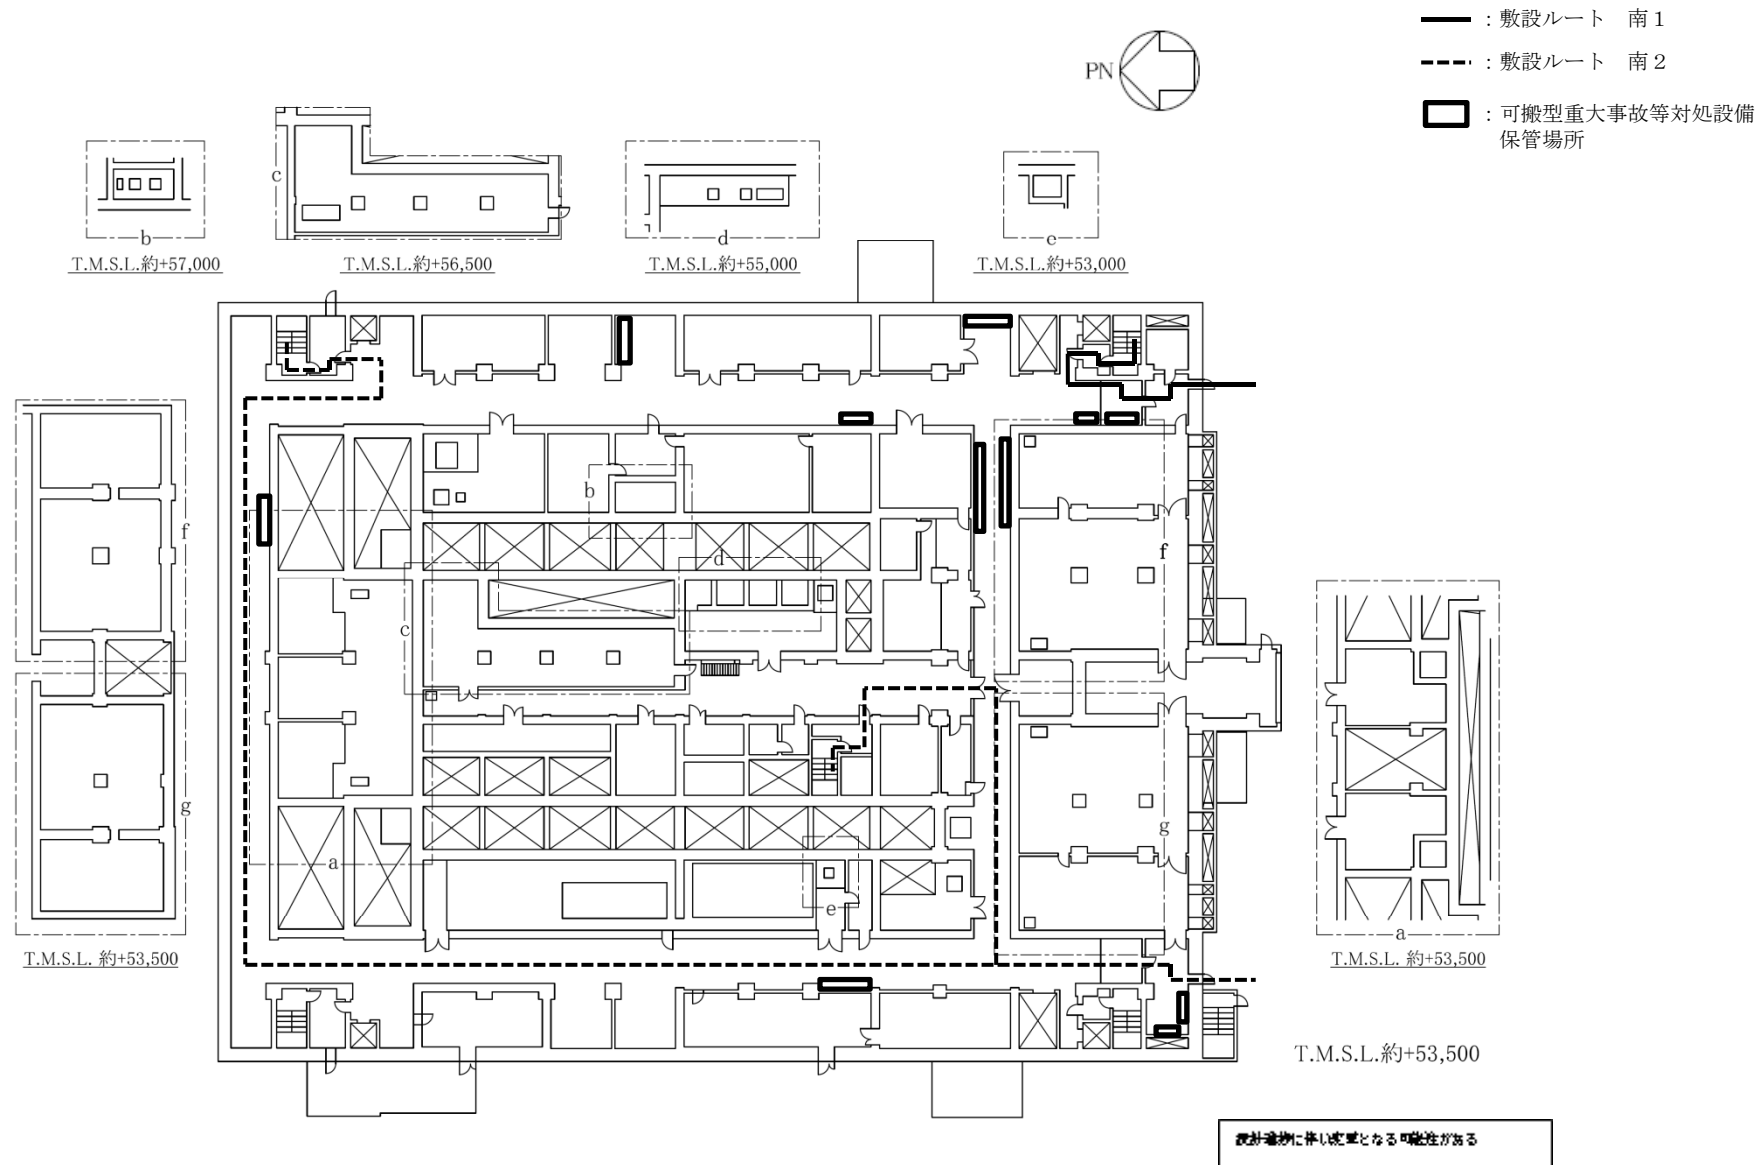 ：敷設ルート　南１
：敷設ルート　南２
：可搬型重大事故等対処設備
保管場所
PN
b
T.M.S.L.約+57,000
c
T.M.S.L.約+56,500
d
T.M.S.L.約+55,000
e
T.M.S.L.約+53,000
f
g
T.M.S.L. 約+53,500
b
d
c
f
a
e
g
a
T.M.S.L. 約+53,500
T.M.S.L.約+53,500
設計進捗に伴い変更となる可能性がある